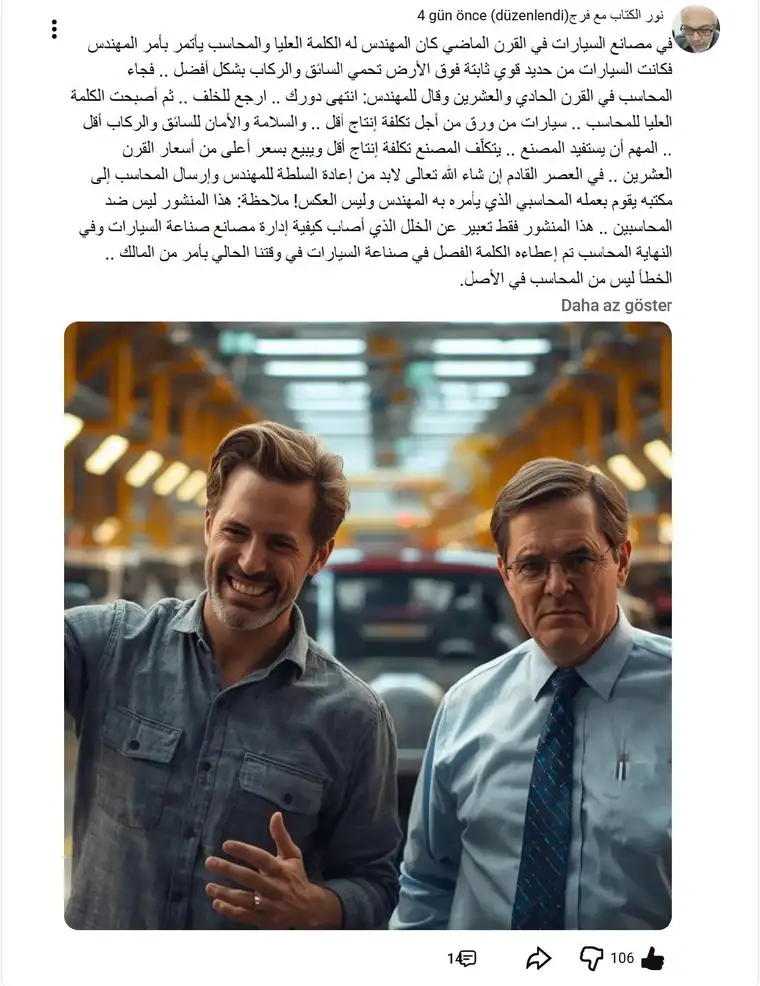 نور الكتاب مع فرج(düzenlendi) 4 gün önce
في مصانع السيارات في القرن الماضي كان المهندس له الكلمة العليا والمحاسب يأتمر بأمر المهندس
فكانت السيارات من حديد قوي ثابتة فوق الأرض تحمي السائق والركاب بشكل أفضل .. فجاء
المحاسب في القرن الحادي والعشرين وقال للمهندس: انتهى دورك .. ارجع للخلف .. ثم أصبحت الكلمة
العليا للمحاسب .. سيارات من ورق من أجل تكلفة إنتاج أقل .. والسلامة والأمان للسائق والركاب أقل
.. المهم أن يستفيد المصنع .. يتكلّف المصنع تكلفة إنتاج أقل ويبيع بسعر أعلى من أسعار القرن
العشرين .. في العصر القادم إن شاء الله تعالى لابد من إعادة السلطة للمهندس وإرسال المحاسب إلى
مكتبه يقوم بعمله المحاسبي الذي يأمره به المهندس وليس العكس! ملاحظة: هذا المنشور ليس ضد
المحاسبين .. هذا المنشور فقط تعبير عن الخلل الذي أصاب كيفية إدارة مصانع صناعة السيارات وفي
النهاية المحاسب تم إعطاءه الكلمة الفصل في صناعة السيارات في وقتنا الحالي بأمر من المالك ..
الخطأ ليس من المحاسب في الأصل.
Daha az göster
106
14